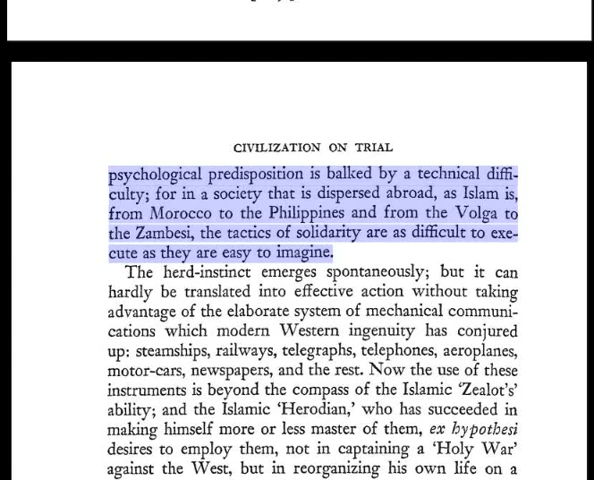 CIVILIZATION ON TRIAL
psychological predisposition is balked by a technical diffi-
culty; for in a society that is dispersed abroad, as Islam is,
from Morocco to the Philippines and from the Volga to
the Zambesi, the tactics of solidarity are as difficult to exe-
cute as they are easy to imagine.
The herd-instinct emerges spontaneously; but it can
hardly be translated into effective action without taking
advantage of the elaborate system of mechanical communi-
cations which modern Western ingenuity has conjured
up: steamships, railways, telegraphs, telephones, aeroplanes,
motor-cars, newspapers, and the rest. Now the use of these
instruments is beyond the compass of the Islamic ‘Zealot’s’
ability; and the Islamic ‘Herodian,’ who has succeeded in
making himself more or less master of them, ex hypothesi
desires to employ them, not in captaining a ‘Holy War’
against the West, but in reorganizing his own life on a